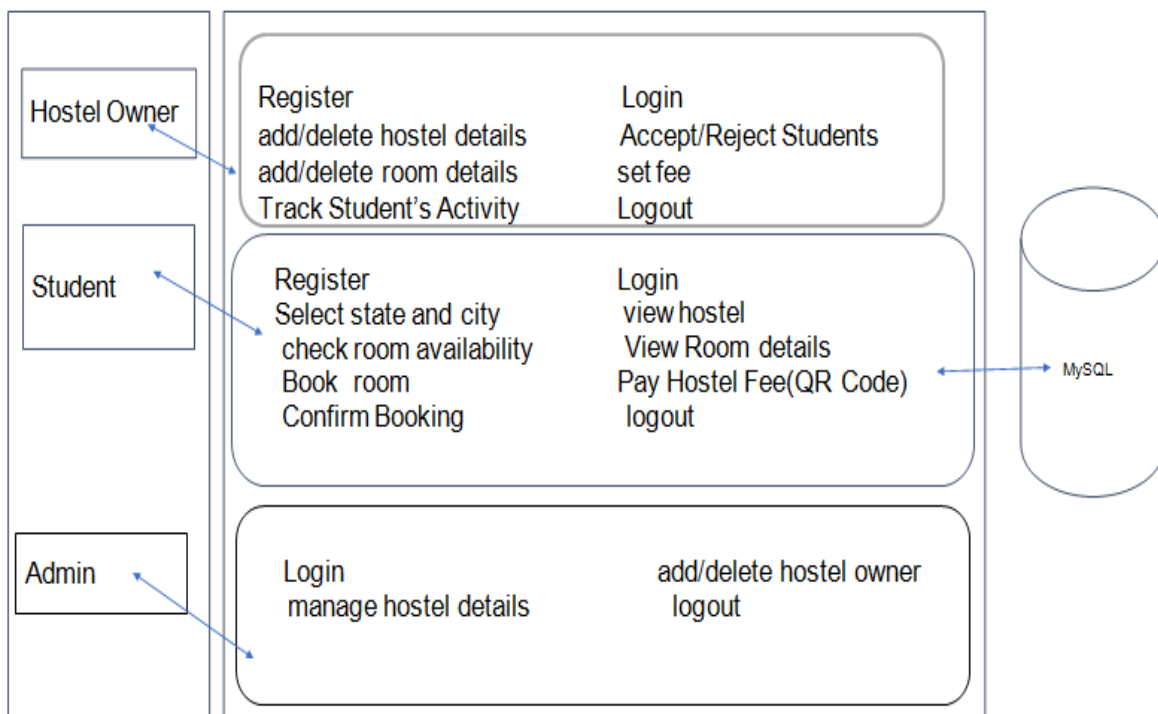 Hostel Owner
Register Login
add/delete hostel details Accept/Reject Students
add/delete room details set fee
Track Student’s Activity Logout
Student
Register Login
Select state and city view hostel
check room availability View Room details
Book room Pay Hostel Fee(QR Code)
Confirm Booking logout
MySQL
Admin
Login add/delete hostel owner
manage hostel details logout